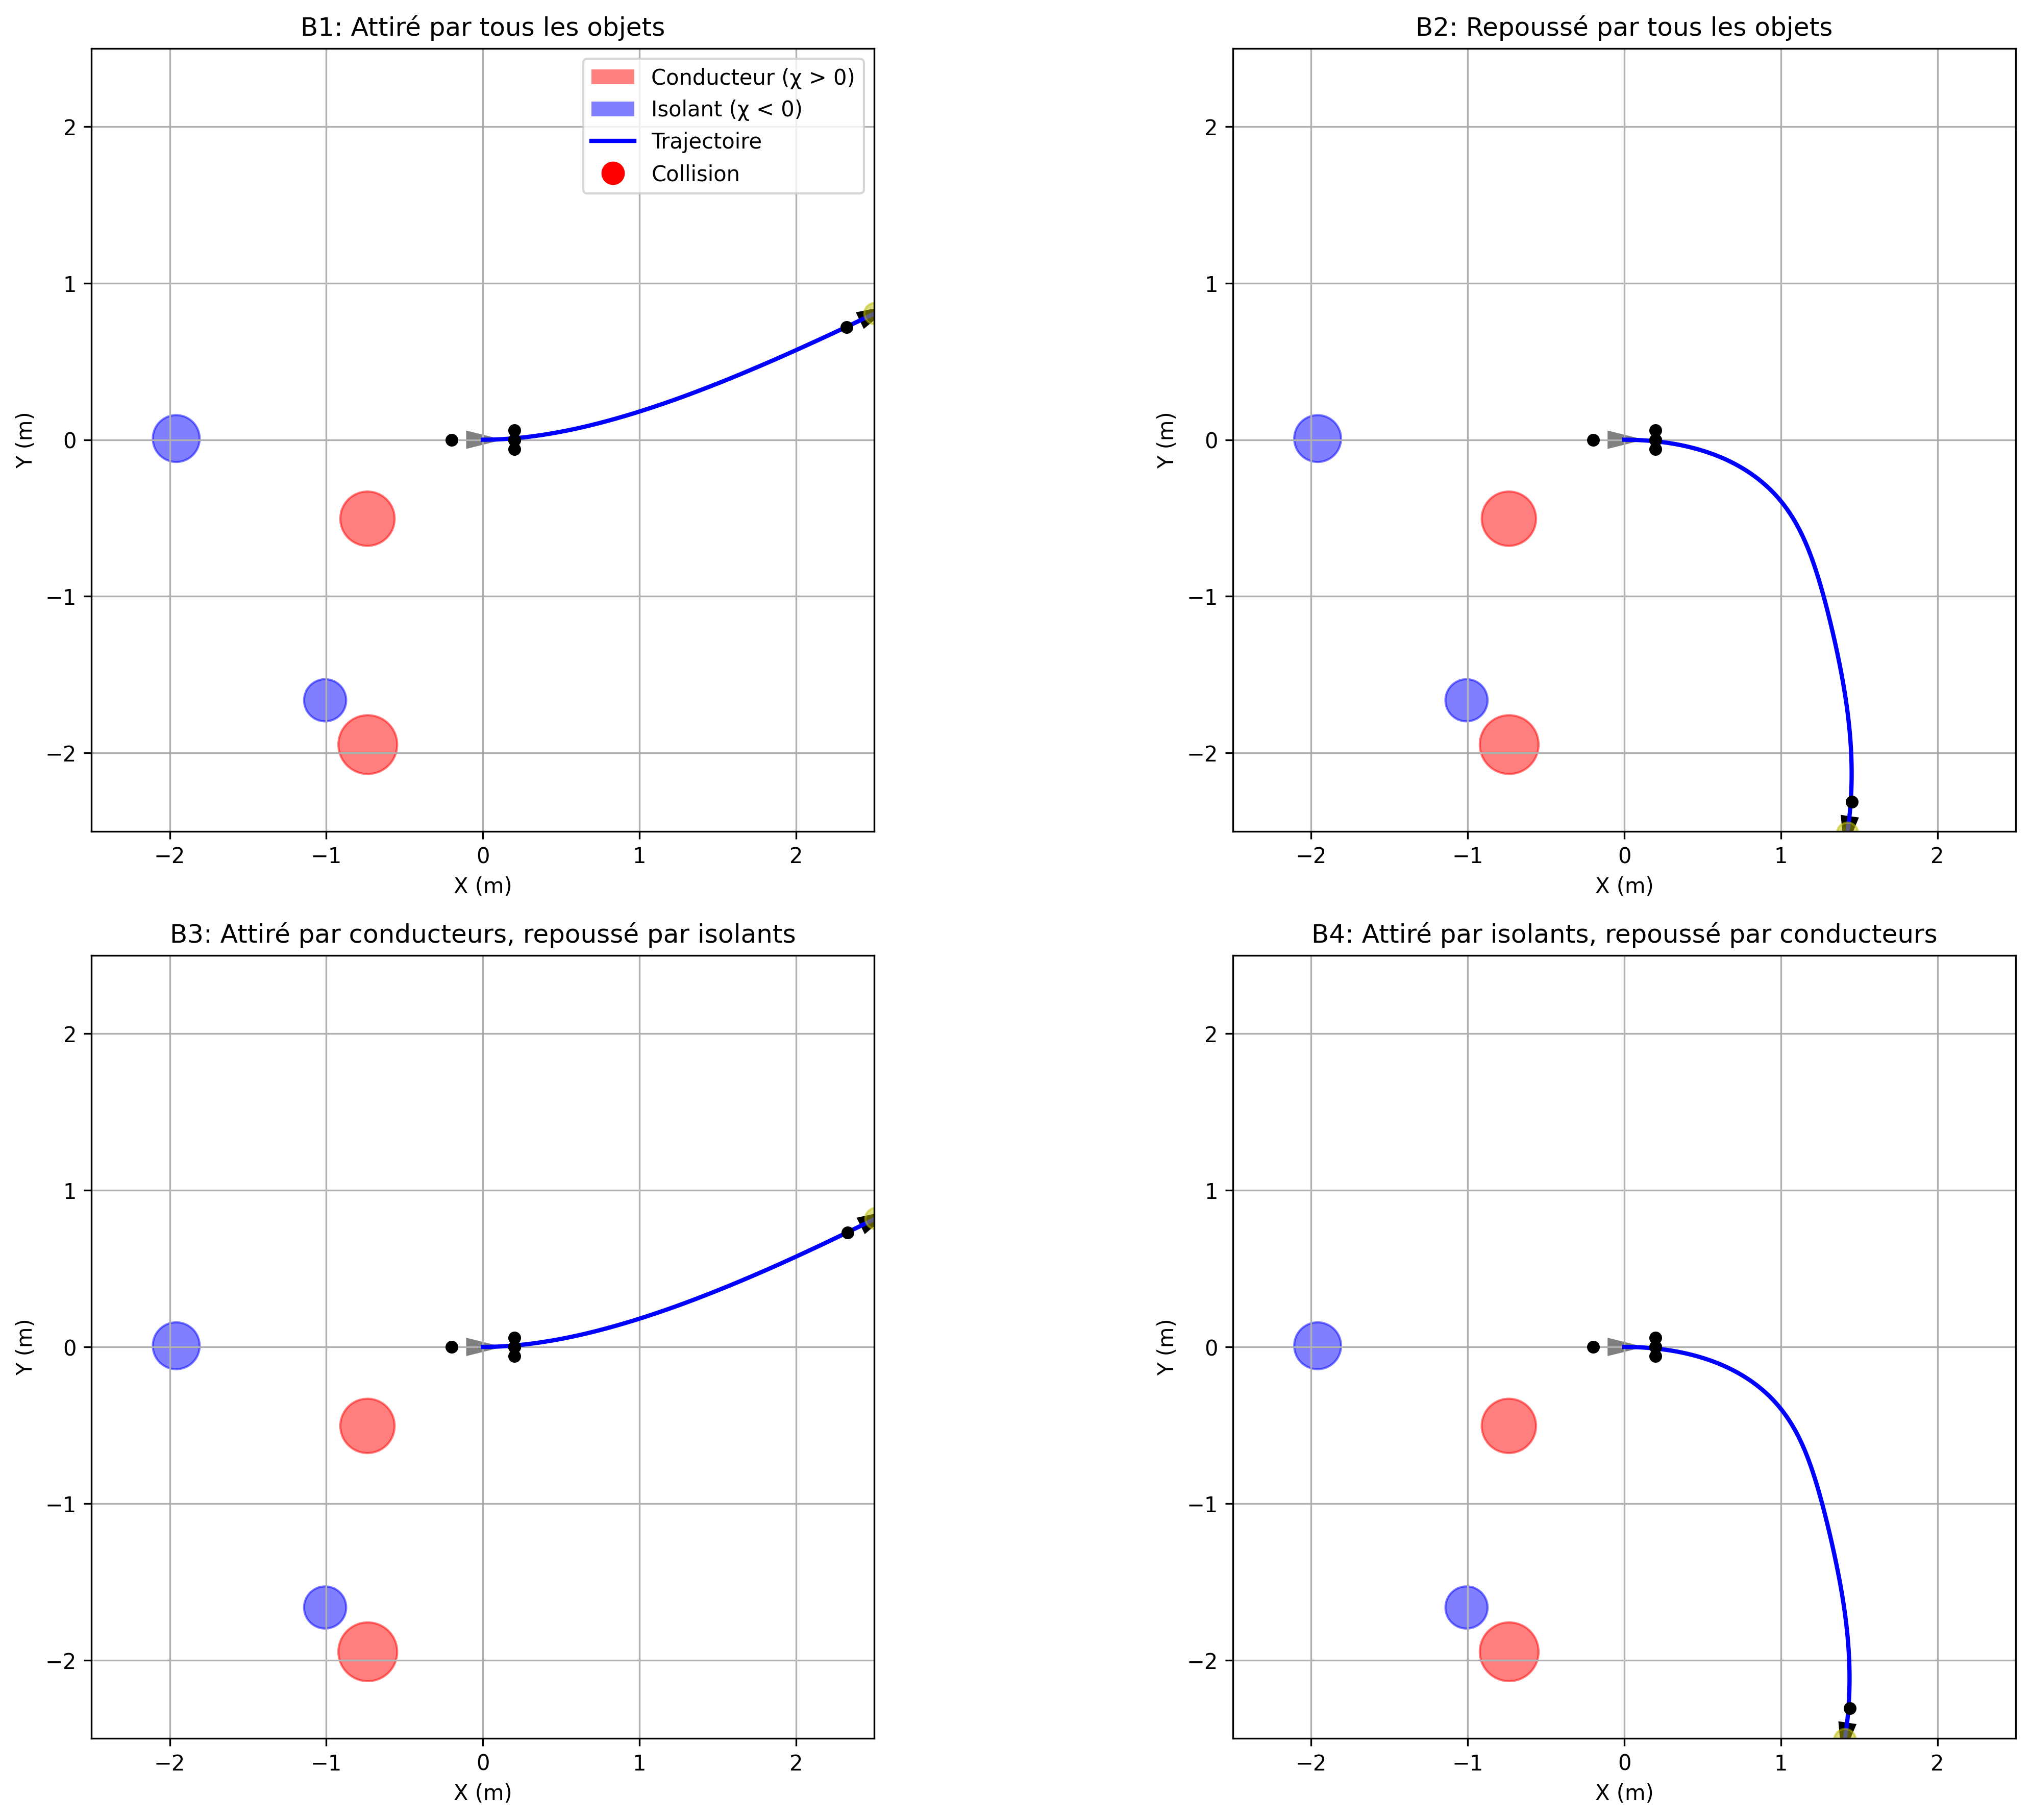 B1: Attiré par tous les objets
Conducteur (χ > 0)
Isolant (χ < 0)
Trajectoire
Collision
2
1
0
−1
−2
Y (m)
−2
−1
0
1
2
X (m)
B2: Repoussé par tous les objets
2
1
0
−1
−2
Y (m)
−2
−1
0
1
2
X (m)
B3: Attiré par conducteurs, repoussé par isolants
2
1
0
−1
−2
Y (m)
−2
−1
0
1
2
X (m)
B4: Attiré par isolants, repoussé par conducteurs
2
1
0
−1
−2
Y (m)
−2
−1
0
1
2
X (m)